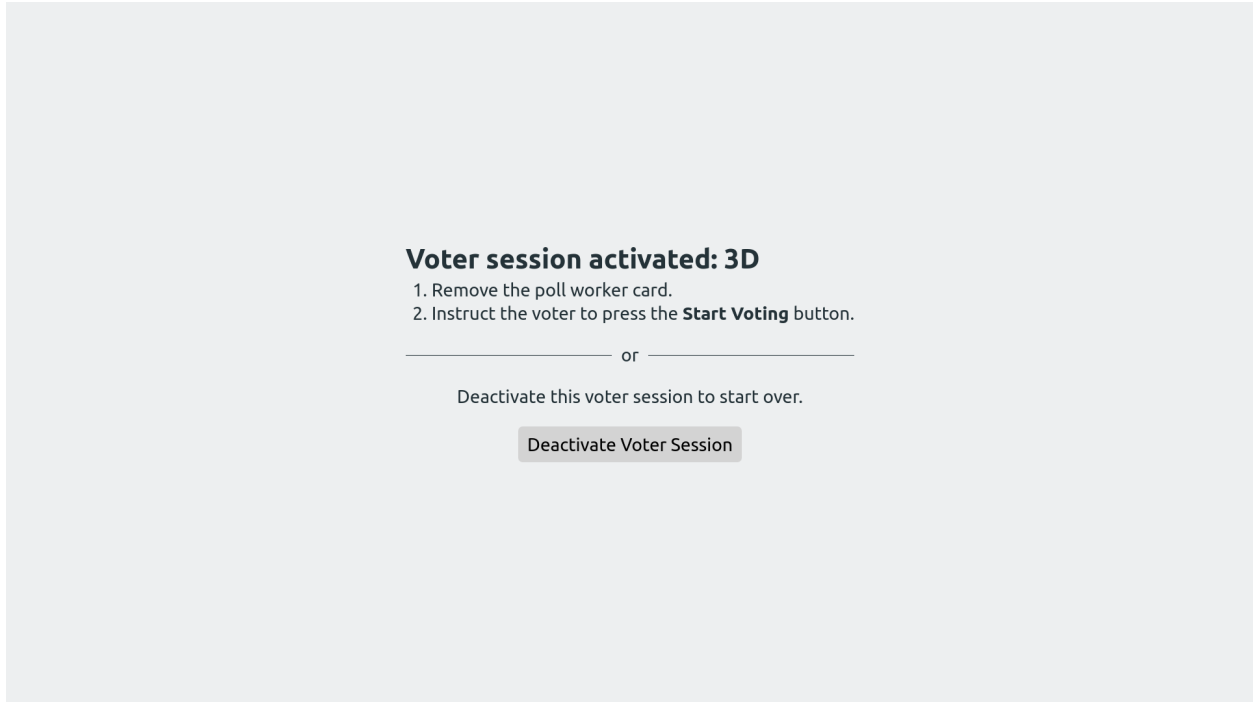 Voter session activated: 3D
1. Remove the poll worker card.
2. Instruct the voter to press the Start Voting button.
or
Deactivate this voter session to start over.
Deactivate Voter Session